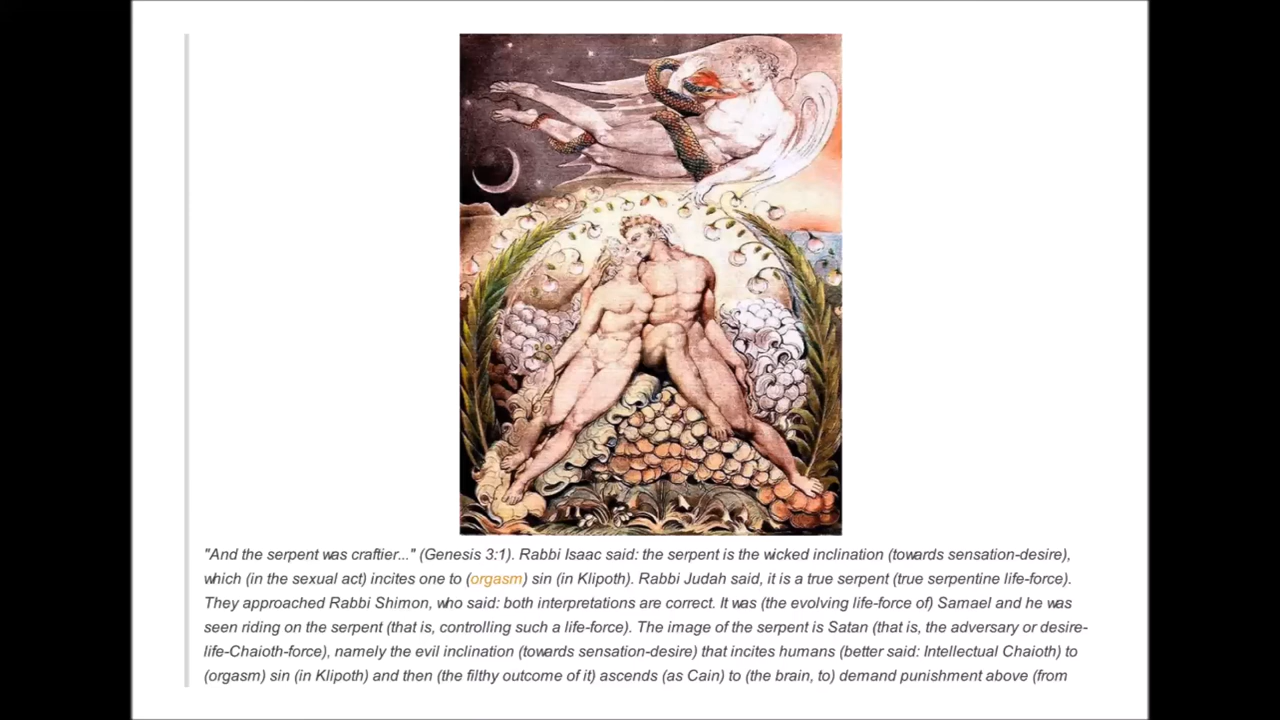 "And the serpent was craftier..." (Genesis 3:1). Rabbi Isaac said: the serpent is the wicked inclination (towards sensation-desire),
which (in the sexual act) incites one to (orgasm) sin (in Klipoth). Rabbi Judah said, it is a true serpent (true serpentine life-force).
They approached Rabbi Shimon, who said: both interpretations are correct. It was (the evolving life-force of) Samael and he was
seen riding on the serpent (that is, controlling such a life-force). The image of the serpent is Satan (that is, the adversary or desire-
life-Chaioth-force), namely the evil inclination (towards sensation-desire) that incites humans (better said: Intellectual Chaioth) to
(orgasm) sin (in Klipoth) and then (the filthy outcome of it) ascends (as Cain) to (the brain, to) demand punishment above (from